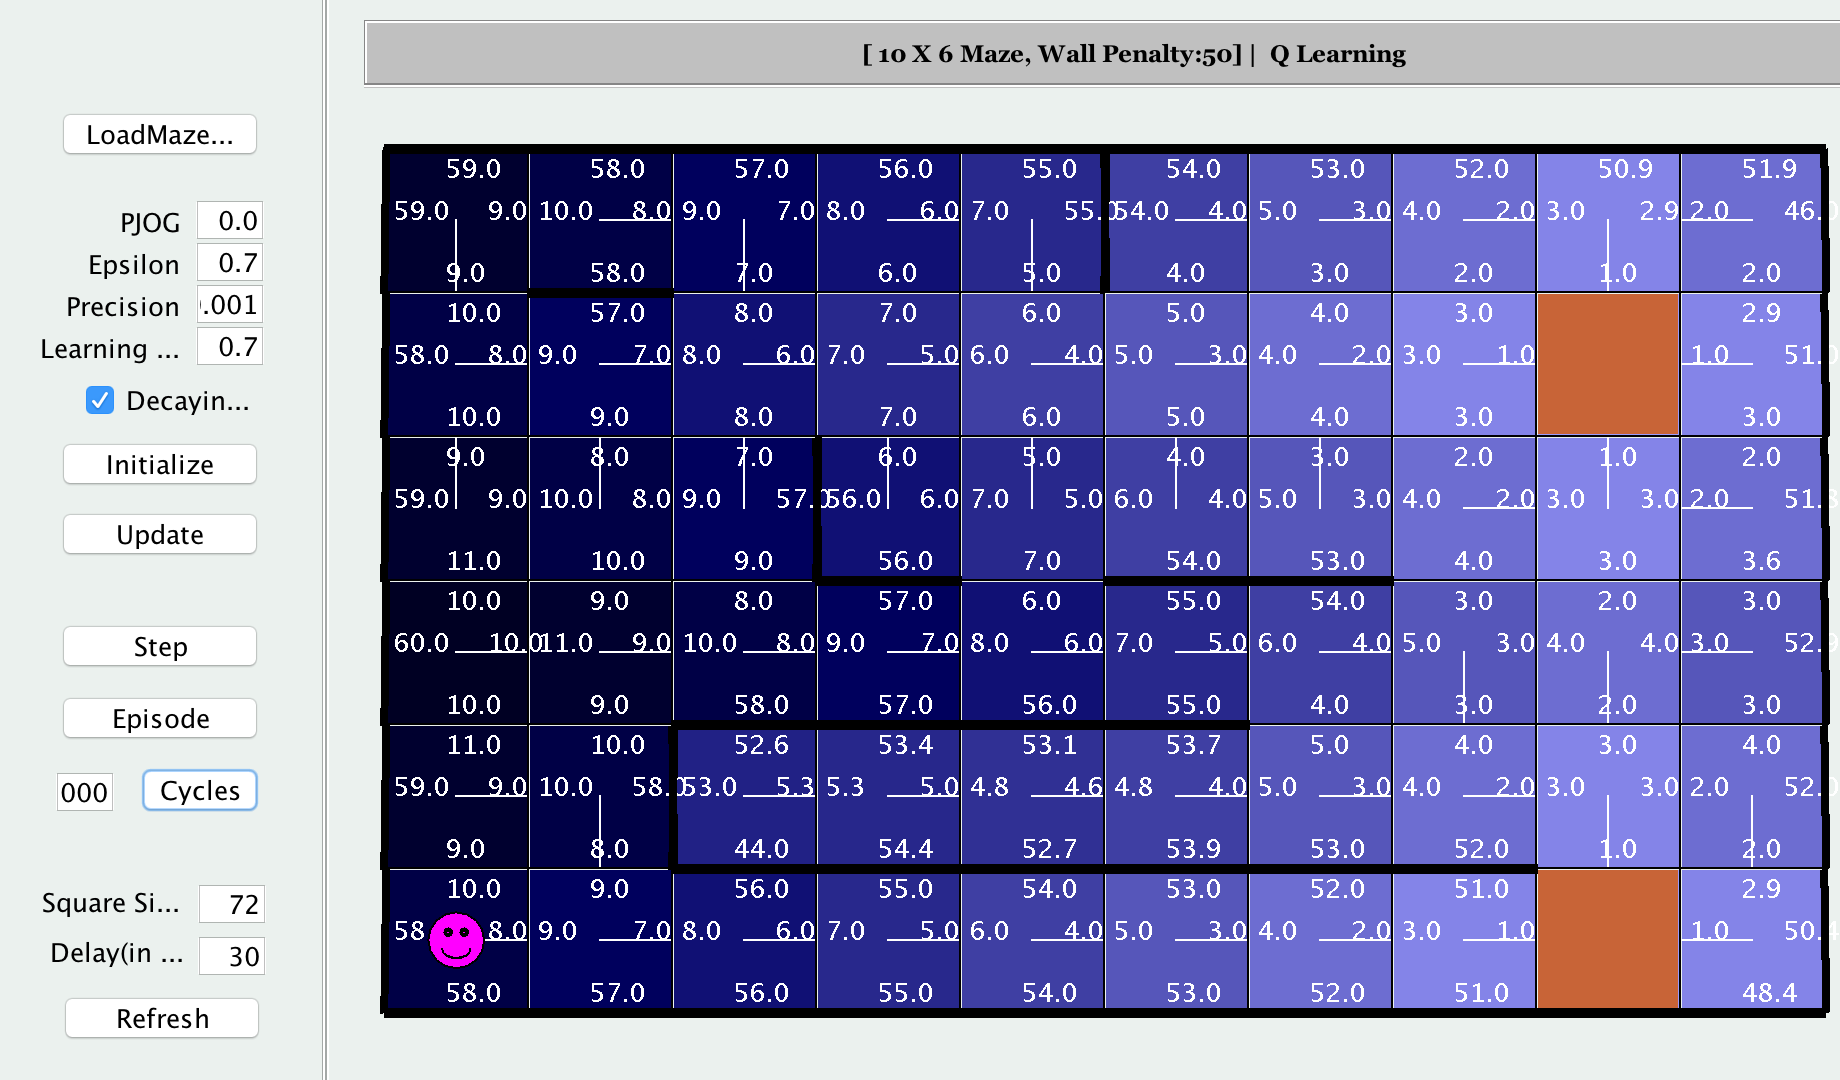 [ 10 X 6 Maze, Wall Penalty:50] | Q Learning
LoadMaze...
PJOG 0.0
Epsilon 0.7
Precision .001
Learning ... 0.7
Decayin...
Initialize
Update
Step
Episode
000 Cycles
Square Si... 72
Delay(in ... 30
Refresh
59.0 58.0 57.0 56.0 55.0 54.0 53.0 52.0 50.9 51.9
59.0 9.0 10.0 8.0 9.0 7.0 8.0 6.0 7.0 55.0 54.0 4.0 5.0 3.0 4.0 2.0 3.0 2.9 2.0 46.
9.0 58.0 7.0 6.0 5.0 4.0 3.0 2.0 1.0 2.0
10.0 57.0 8.0 7.0 6.0 5.0 4.0 3.0 2.9
58.0 8.0 9.0 7.0 8.0 6.0 7.0 5.0 6.0 4.0 5.0 3.0 4.0 2.0 3.0 1.0 1.0 51.
10.0 9.0 8.0 7.0 6.0 5.0 4.0 3.0 3.0
9.0 8.0 7.0 6.0 5.0 4.0 3.0 2.0 1.0 2.0
59.0 9.0 10.0 8.0 9.0 57.0 56.0 6.0 7.0 5.0 6.0 4.0 5.0 3.0 4.0 2.0 3.0 3.0 2.0 51.
11.0 10.0 9.0 56.0 7.0 54.0 53.0 4.0 3.0 3.6
10.0 9.0 8.0 57.0 6.0 55.0 54.0 3.0 2.0 3.0
60.0 10.0 11.0 9.0 10.0 8.0 9.0 7.0 8.0 6.0 7.0 5.0 6.0 4.0 5.0 3.0 4.0 4.0 3.0 52.
10.0 9.0 58.0 57.0 56.0 55.0 4.0 3.0 2.0 3.0
11.0 10.0 52.6 53.4 53.1 53.7 5.0 4.0 3.0 4.0
59.0 9.0 10.0 58.0 53.0 5.3 5.3 5.0 4.8 4.6 4.8 4.0 5.0 3.0 4.0 2.0 3.0 3.0 2.0 52.
9.0 8.0 44.0 54.4 52.7 53.9 53.0 52.0 1.0 2.0
10.0 9.0 56.0 55.0 54.0 53.0 52.0 51.0 2.9
58 8.0 9.0 7.0 8.0 6.0 7.0 5.0 6.0 4.0 5.0 3.0 4.0 2.0 3.0 1.0 1.0 50.
58.0 57.0 56.0 55.0 54.0 53.0 52.0 51.0 48.4